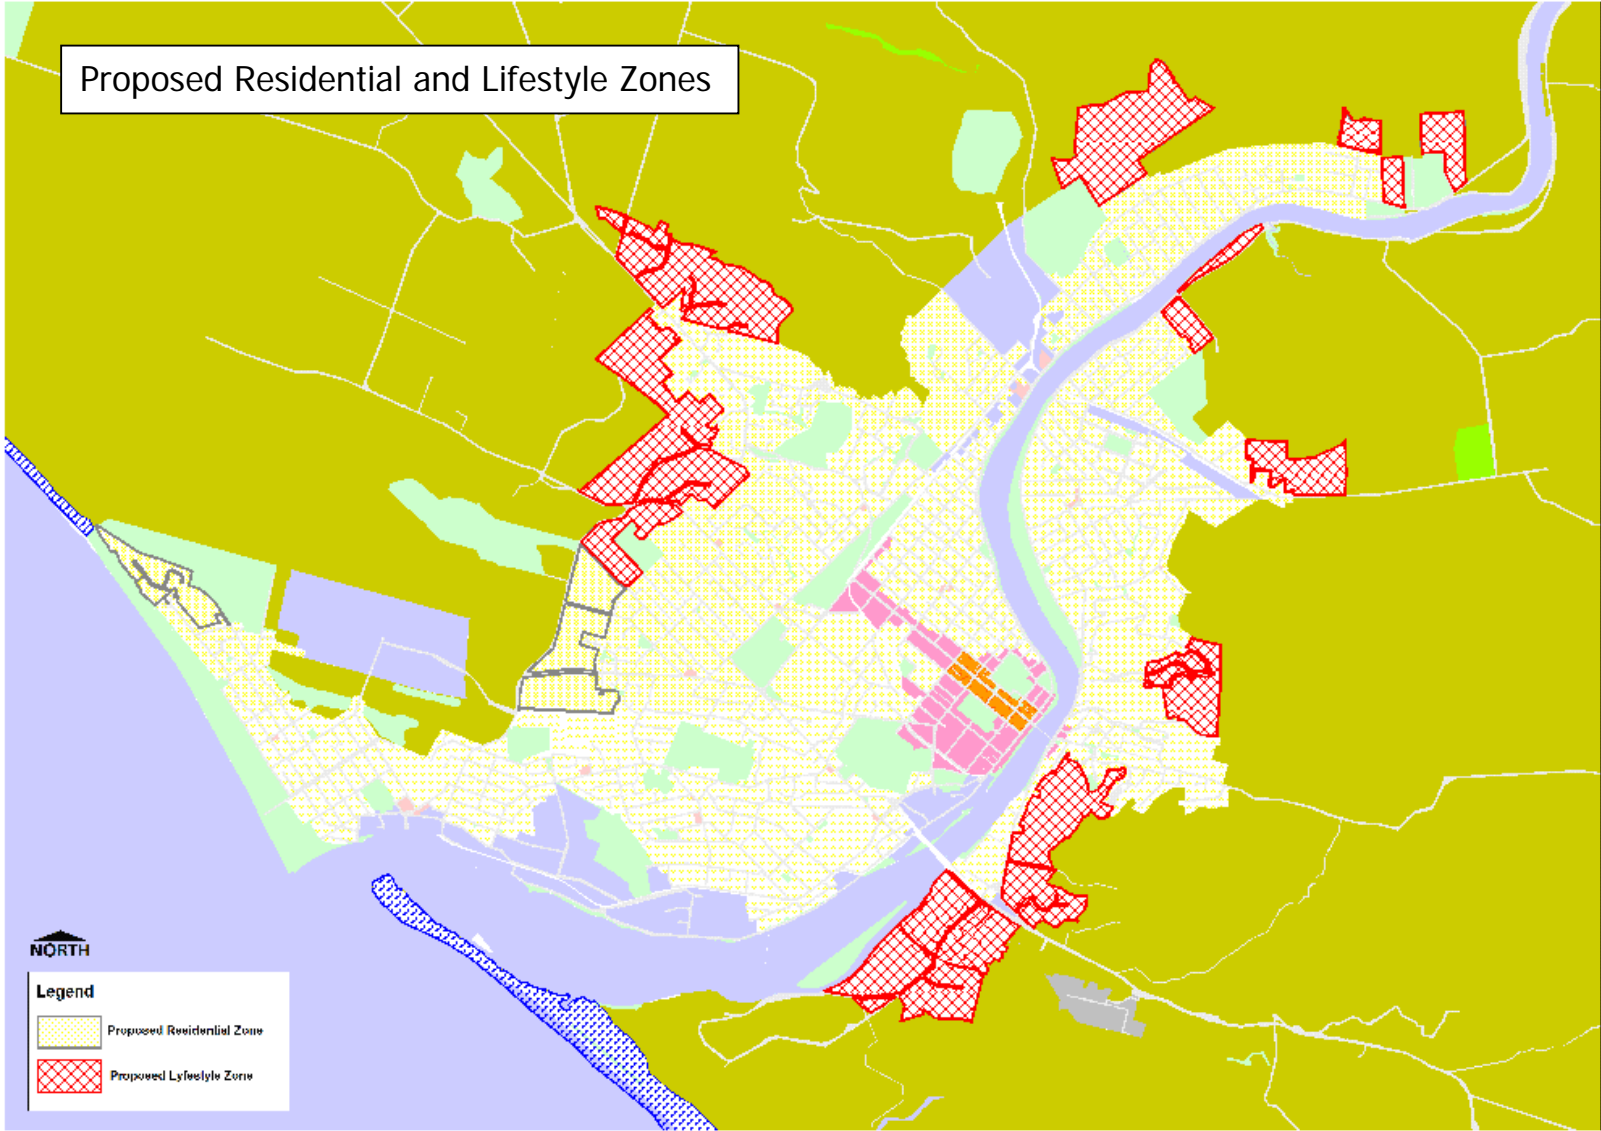 Proposed Residential and Lifestyle Zones
NORTH
Legend
Proposed Residential Zone
Proposed Lyfestyle Zone